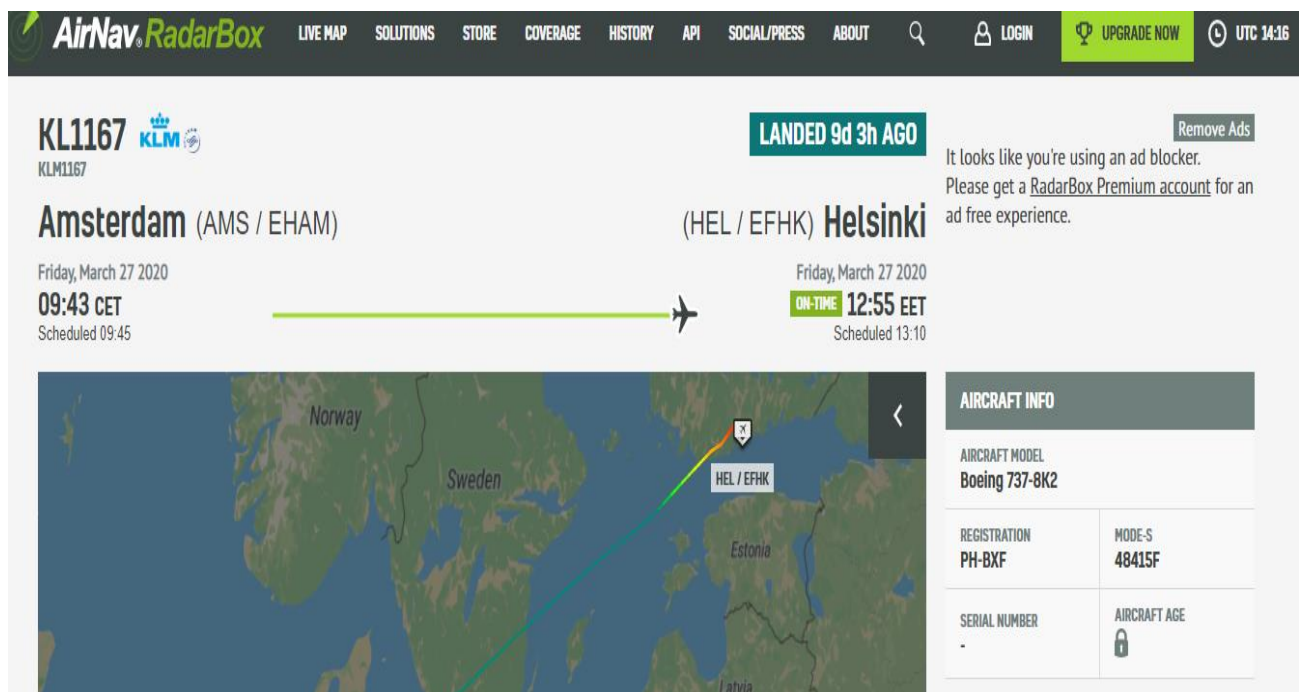 AirNav® RadarBox LIVE MAP SOLUTIONS STORE COVERAGE HISTORY API SOCIAL/PRESS ABOUT LOGIN UPGRADE NOW UTC 14:16
KL1167 KLM
KLM1167
LANDED 9d 3h AGO
Amsterdam (AMS / EHAM)
(HEL / EFHK) Helsinki
Friday, March 27 2020
09:43 CET
Scheduled 09:45
Friday, March 27 2020
ON-TIME 12:55 EET
Scheduled 13:10
Remove Ads
It looks like you're using an ad blocker.
Please get a RadarBox Premium account for an
ad free experience.
Norway
Sweden
HEL / EFHK
Estonia
Latvia
AIRCRAFT INFO
AIRCRAFT MODEL
Boeing 737-8K2
REGISTRATION
PH-BXF
MODE-S
48415F
SERIAL NUMBER
-
AIRCRAFT AGE